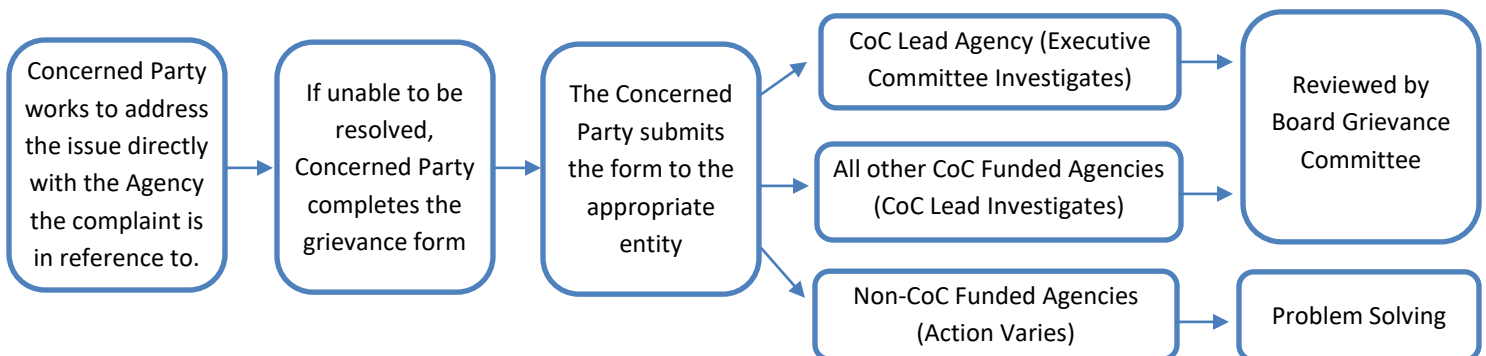 Concerned Party
works to address
the issue directly
with the Agency
the complaint is
in reference to.
If unable to be
resolved,
Concerned Party
completes the
grievance form
The Concerned
Party submits
the form to the
appropriate
entity
CoC Lead Agency (Executive
Committee Investigates)
All other CoC Funded Agencies
(CoC Lead Investigates)
Non-CoC Funded Agencies
(Action Varies)
Reviewed by
Board Grievance
Committee
Problem Solving